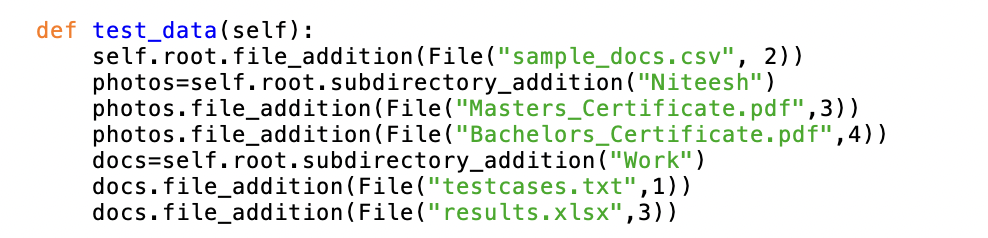 def test_data(self):
    self.root.file_addition(File("sample_docs.csv", 2))
    photos=self.root.subdirectory_addition("Niteesh")
    photos.file_addition(File("Masters_Certificate.pdf",3))
    photos.file_addition(File("Bachelors_Certificate.pdf",4))
    docs=self.root.subdirectory_addition("Work")
    docs.file_addition(File("testcases.txt",1))
    docs.file_addition(File("results.xlsx",3))